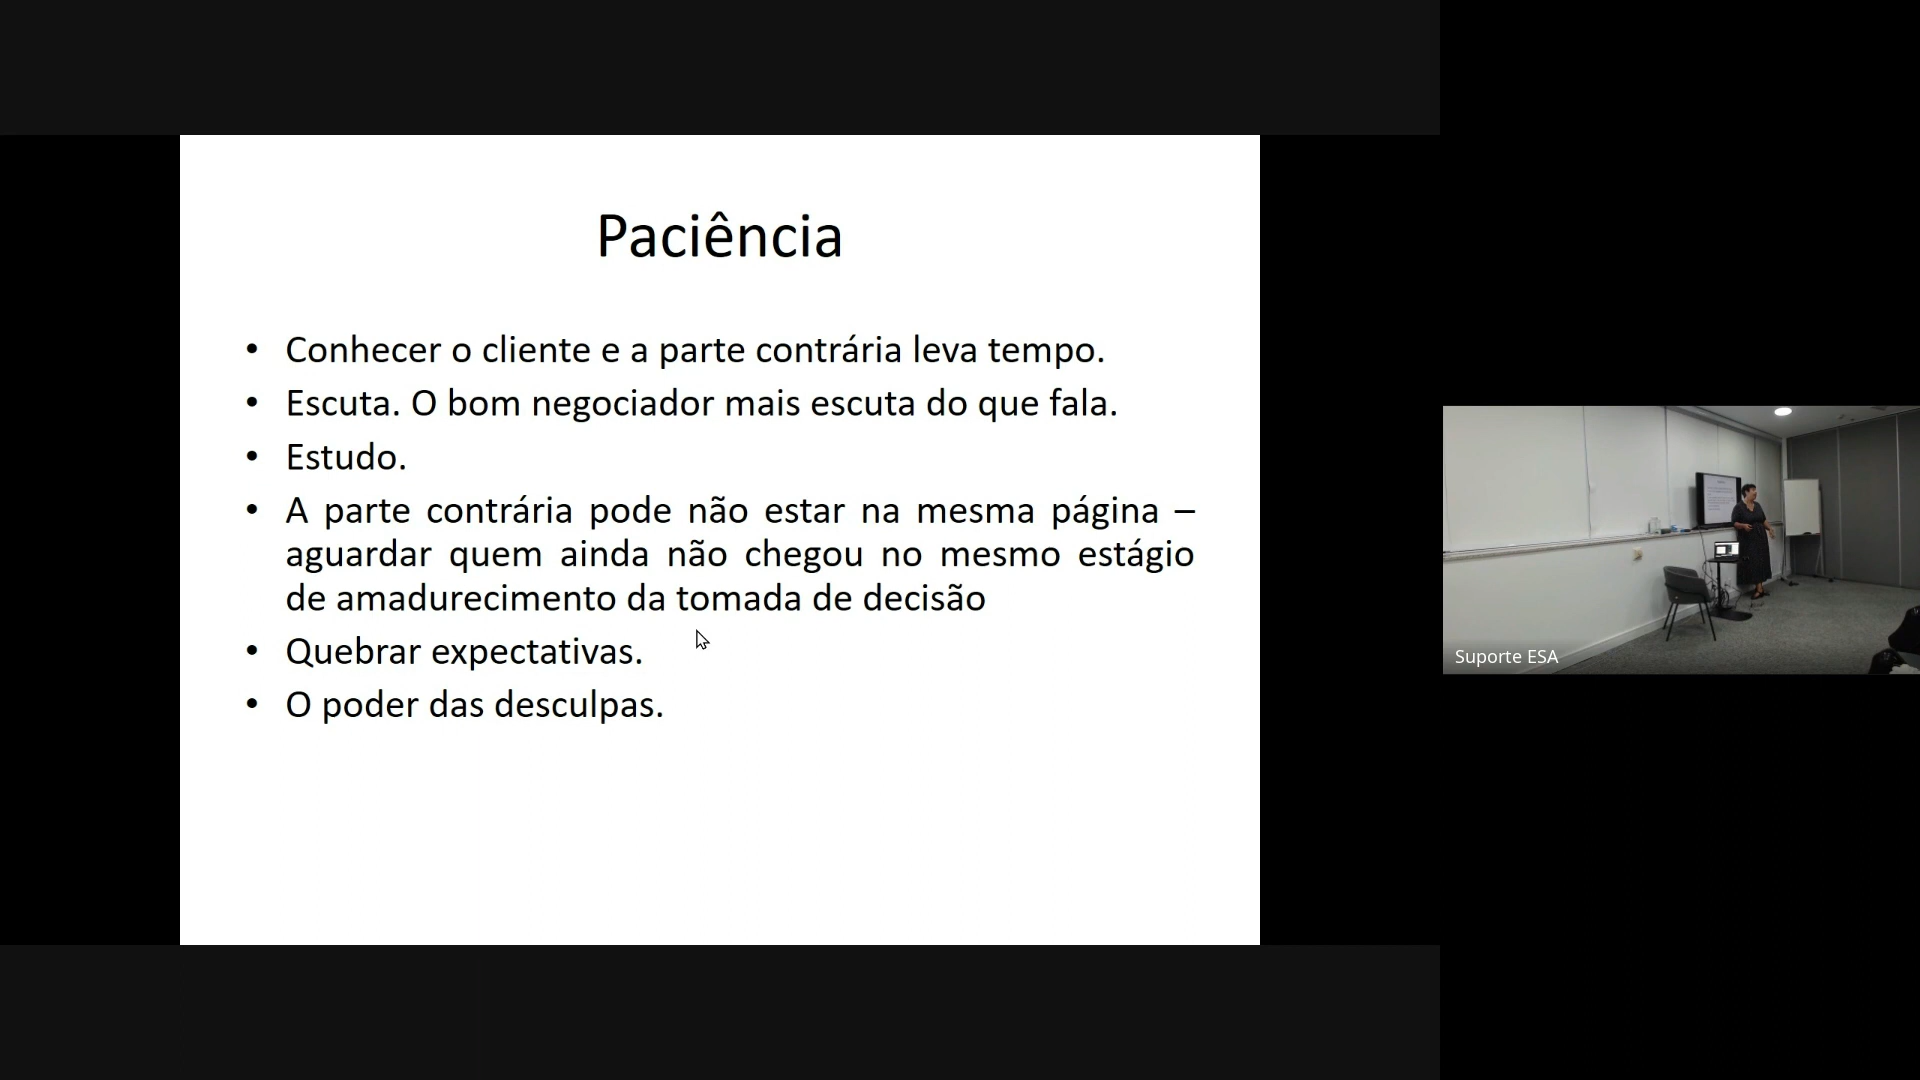 Paciência
• Conhecer o cliente e a parte contrária leva tempo.
• Escuta. O bom negociador mais escuta do que fala.
• Estudo.
• A parte contrária pode não estar na mesma página –
aguardar quem ainda não chegou no mesmo estágio
de amadurecimento da tomada de decisão
• Quebrar expectativas.
• O poder das desculpas.
Suporte ESA